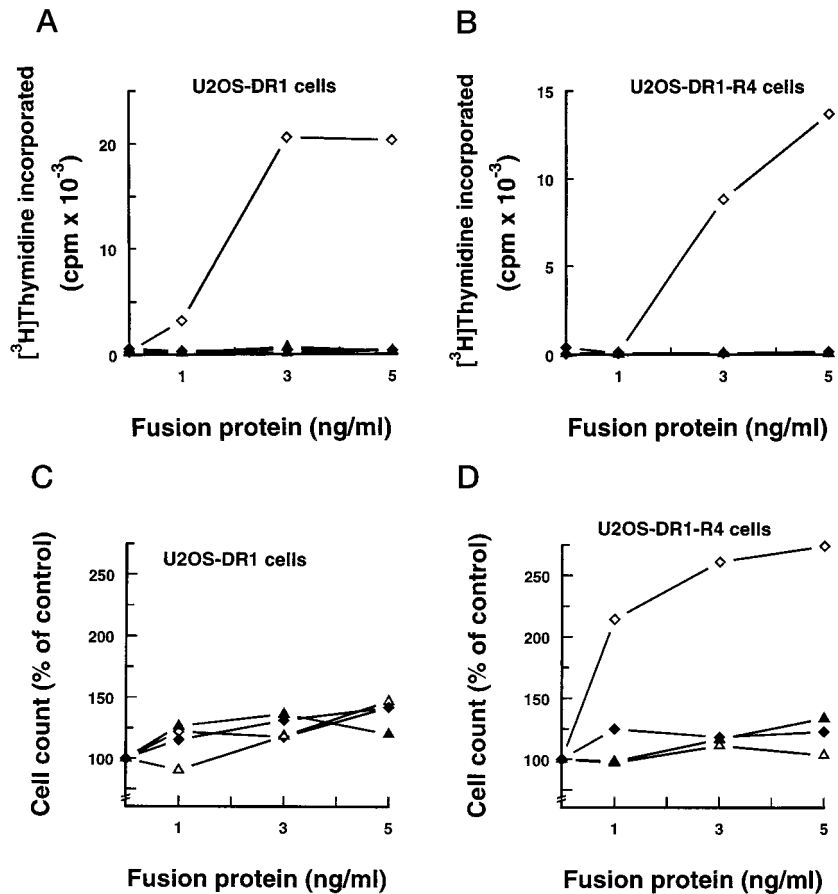 A
U2OS-DR1 cells
[³H]Thymidine incorporated
(cpm x 10⁻³)
20
10
0
1 3 5
Fusion protein (ng/ml)
B
U2OS-DR1-R4 cells
[³H]Thymidine incorporated
(cpm x 10⁻³)
15
10
5
0
1 3 5
Fusion protein (ng/ml)
C
U2OS-DR1 cells
Cell count (% of control)
250
200
150
100
1 3 5
Fusion protein (ng/ml)
D
U2OS-DR1-R4 cells
Cell count (% of control)
250
200
150
100
1 3 5
Fusion protein (ng/ml)